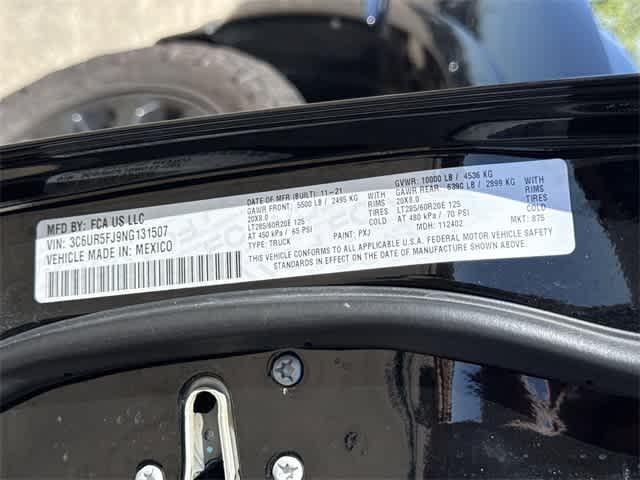 MFD BY: FCA US LLC
VIN: 3C6UR5FJ9NG131507
VEHICLE MADE IN: MEXICO
DATE OF MFR (BUILT): 11-21
GAWR FRONT: 5500 LB / 2495 KG WITH
20X8.0 RIMS
LT285/60R20E 125 TIRES
AT 450 kPa / 65 PSI COLD
TYPE: TRUCK PAINT: PXJ
GVWR: 10000 LB / 4536 KG
GAWR REAR: 6390 LB / 2899 KG WITH
20X8.0 RIMS
LT285/60R20E 125 TIRES
AT 480 kPa / 70 PSI COLD
MDH: 112402 MKT: 875
THIS VEHICLE CONFORMS TO ALL APPLICABLE U.S.A. FEDERAL MOTOR VEHICLE SAFETY
STANDARDS IN EFFECT ON THE DATE OF MANUFACTURE SHOWN ABOVE.